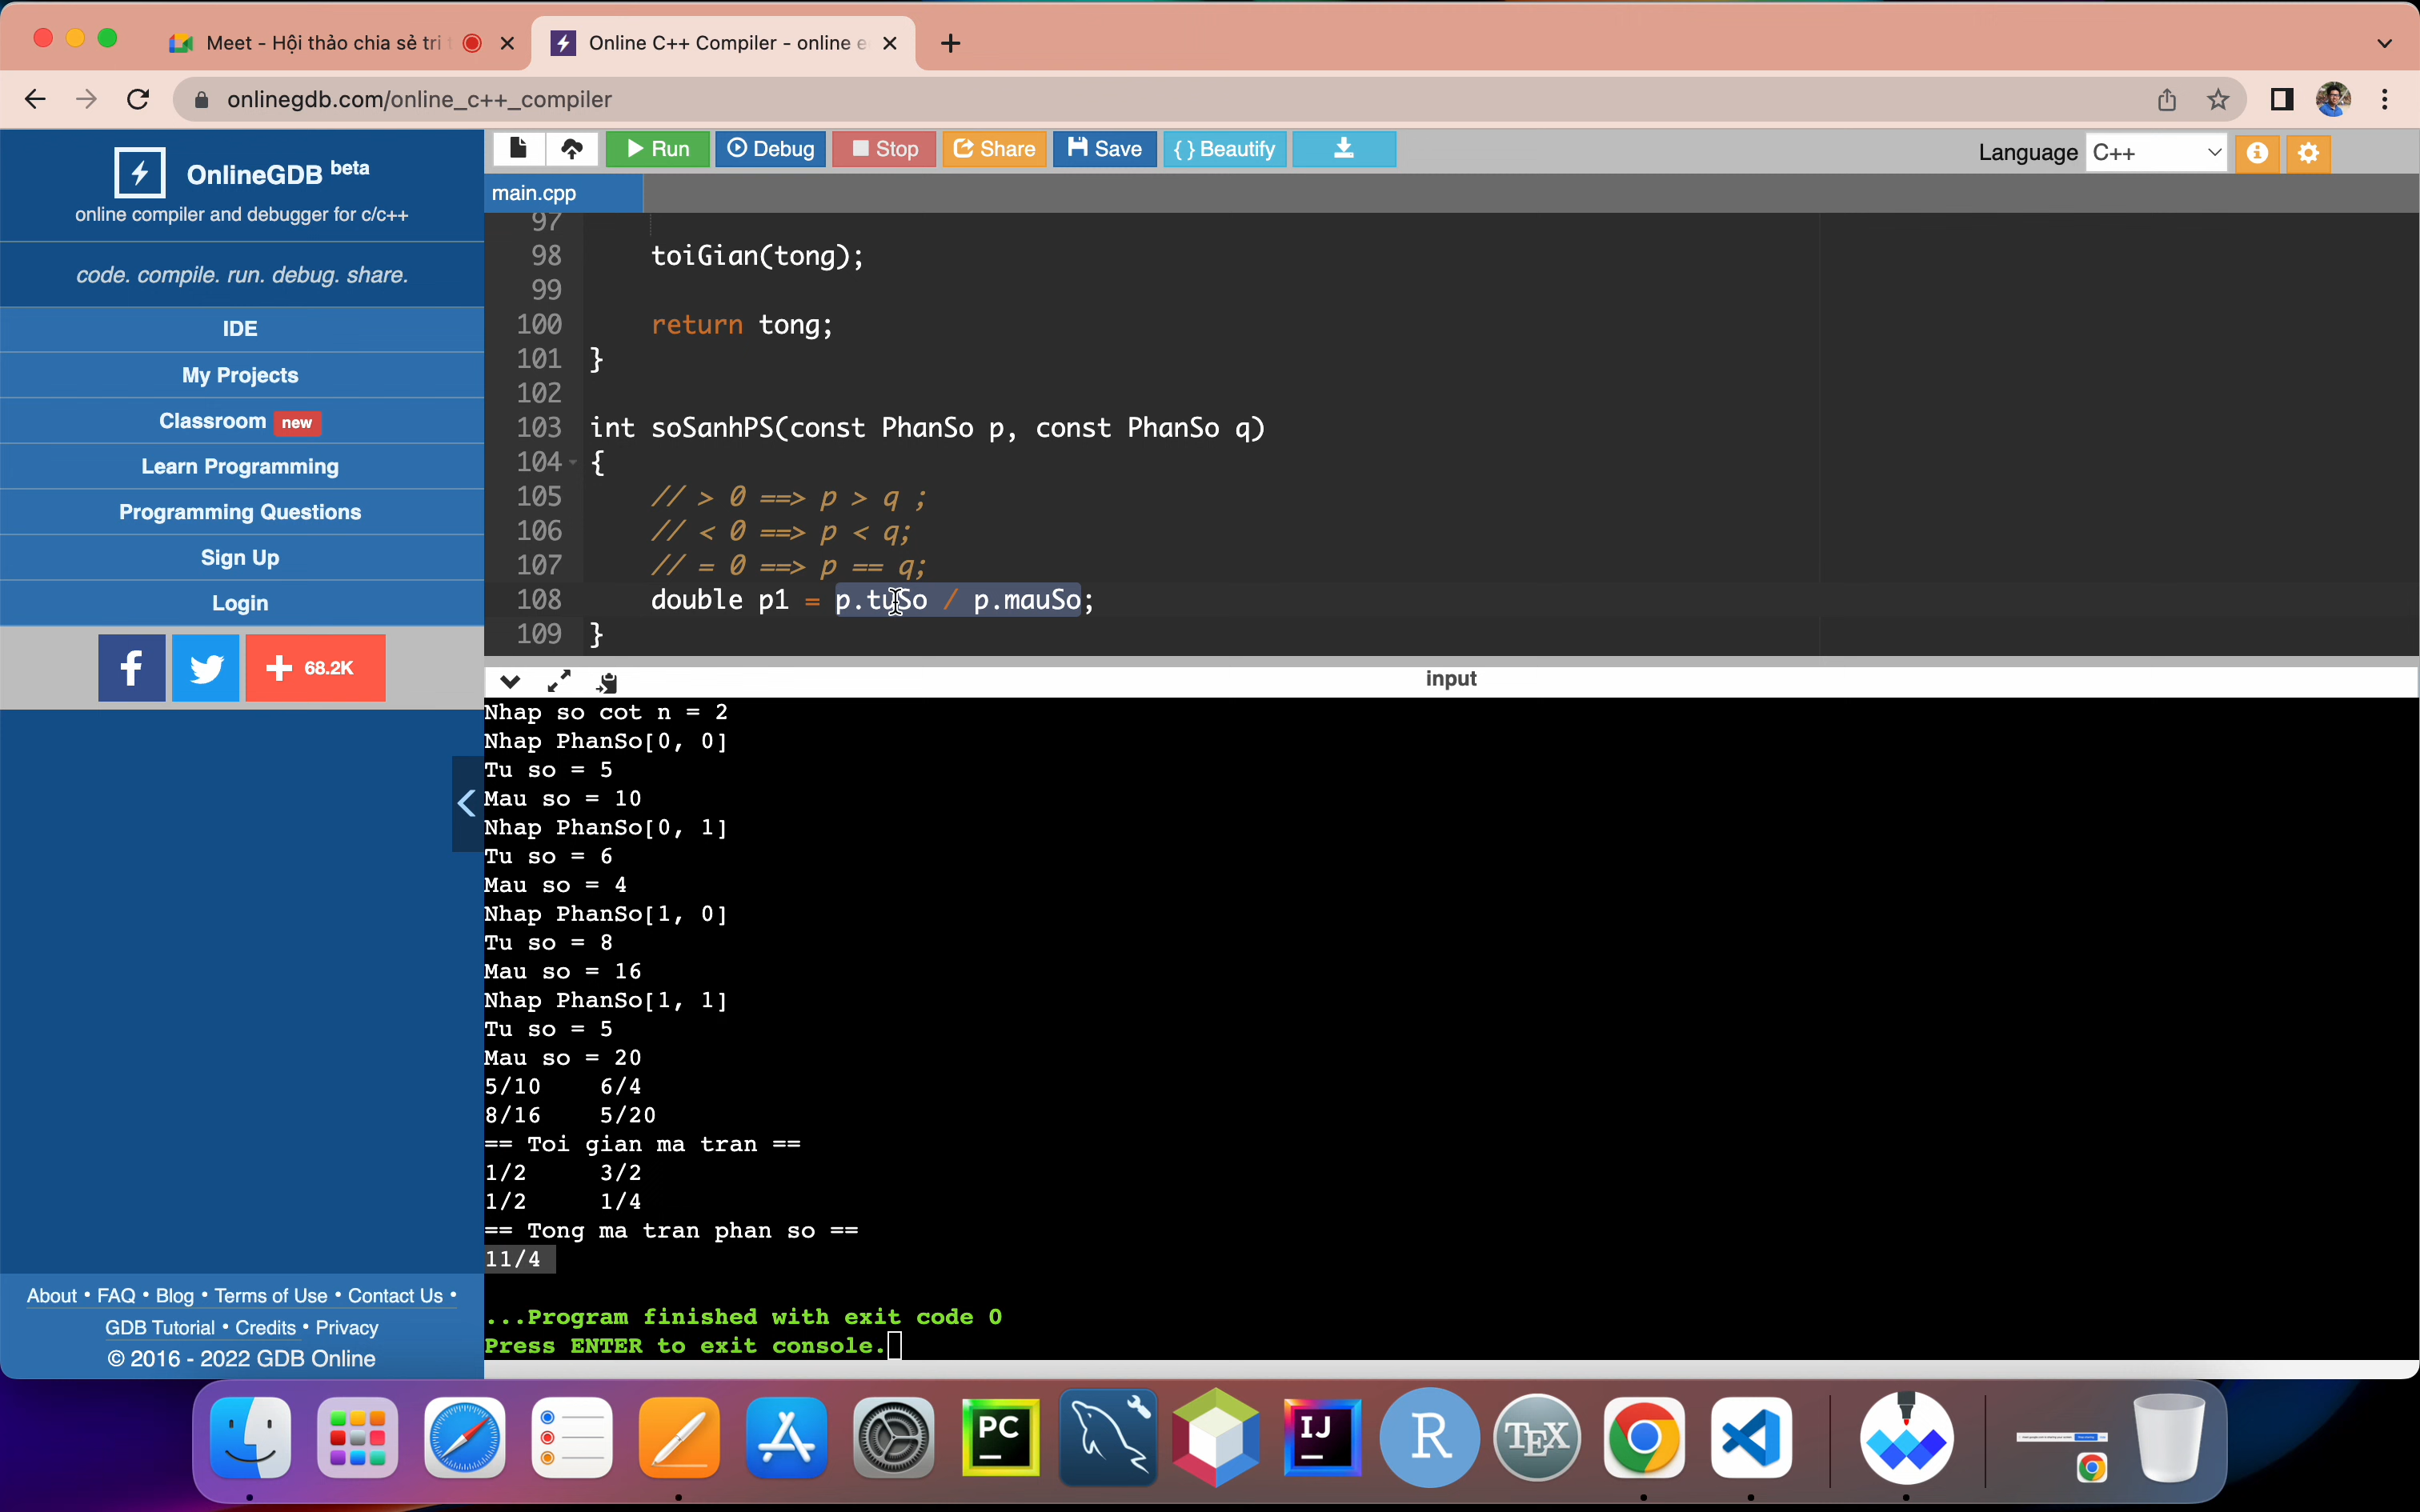 Meet - Hội thảo chia sẻ tri
Online C++ Compiler - online e
onlinegdb.com/online_c++_compiler
OnlineGDB beta
online compiler and debugger for c/c++
code. compile. run. debug. share.
IDE
My Projects
Classroom new
Learn Programming
Programming Questions
Sign Up
Login
f
+ 68.2K
About • FAQ • Blog • Terms of Use • Contact Us •
GDB Tutorial • Credits • Privacy
© 2016 - 2022 GDB Online
Run
Debug
Stop
Share
Save
{ } Beautify
Language C++
main.cpp
97
98 toiGian(tong);
99
100 return tong;
101 }
102
103 int soSanhPS(const PhanSo p, const PhanSo q)
104 {
105 // > 0 ==> p > q ;
106 // < 0 ==> p < q;
107 // = 0 ==> p == q;
108 double p1 = p.tuSo / p.mauSo;
109 }
input
Nhap so cot n = 2
Nhap PhanSo[0, 0]
Tu so = 5
Mau so = 10
Nhap PhanSo[0, 1]
Tu so = 6
Mau so = 4
Nhap PhanSo[1, 0]
Tu so = 8
Mau so = 16
Nhap PhanSo[1, 1]
Tu so = 5
Mau so = 20
5/10 6/4
8/16 5/20
== Toi gian ma tran ==
1/2 3/2
1/2 1/4
== Tong ma tran phan so ==
11/4
...Program finished with exit code 0
Press ENTER to exit console.
PC
IJ
R
TEX